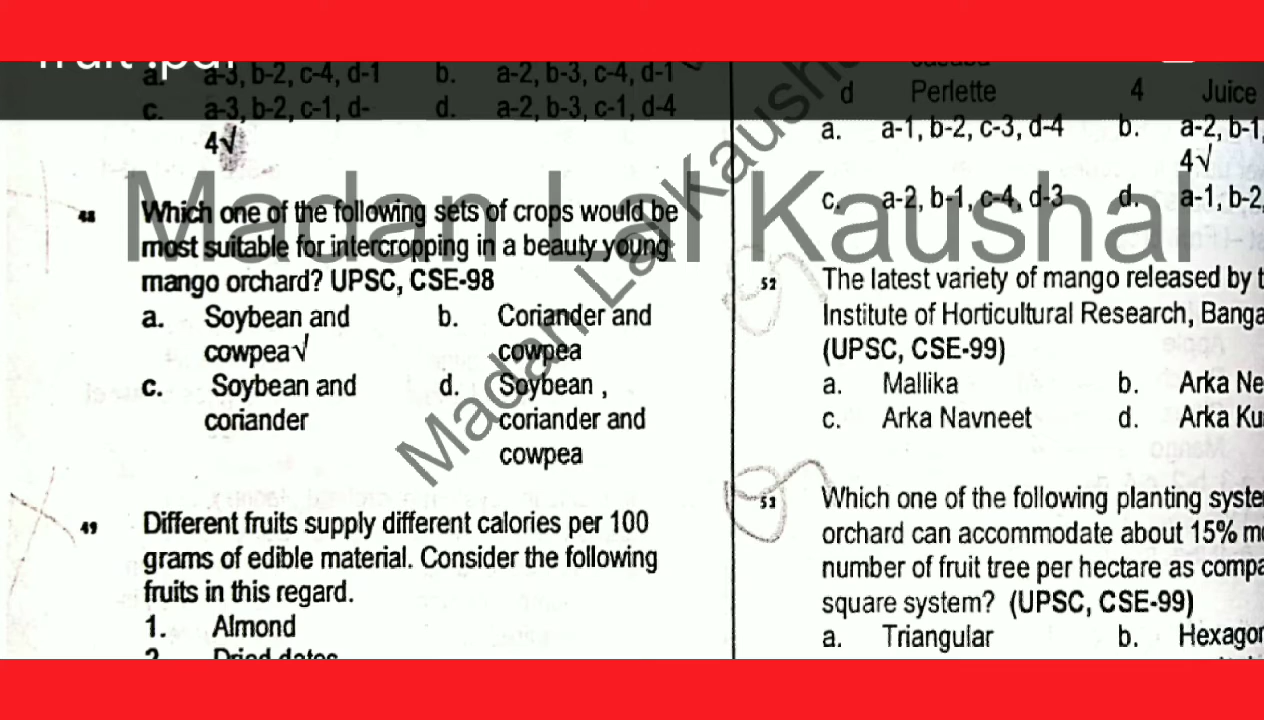 fruit .pdf
a. a-3, b-2, c-4, d-1 b. a-2, b-3, c-4, d-1
c. a-3, b-2, c-1, d- d. a-2, b-3, c-1, d-4
4√
48 Which one of the following sets of crops would be
most suitable for intercropping in a beauty young
mango orchard? UPSC, CSE-98
a. Soybean and b. Coriander and
cowpea√ cowpea
c. Soybean and d. Soybean ,
coriander coriander and
cowpea
49 Different fruits supply different calories per 100
grams of edible material. Consider the following
fruits in this regard.
1. Almond
2. Dried dates
d Perlette 4 Juice
a. a-1, b-2, c-3, d-4 b. a-2, b-1,
4√
c. a-2, b-1, c-4, d-3 d. a-1, b-2,
52 The latest variety of mango released by t
Institute of Horticultural Research, Banga
(UPSC, CSE-99)
a. Mallika b. Arka Ne
c. Arka Navneet d. Arka Ku
53 Which one of the following planting syste
orchard can accommodate about 15% mo
number of fruit tree per hectare as compa
square system? (UPSC, CSE-99)
a. Triangular b. Hexagor
Madan Lal Kaushal
Madan Lal Kausha